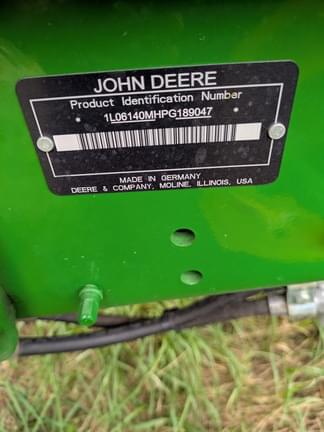 JOHN DEERE
Product Identification Number
1L06140MHPG189047
MADE IN GERMANY
DEERE & COMPANY, MOLINE, ILLINOIS, USA